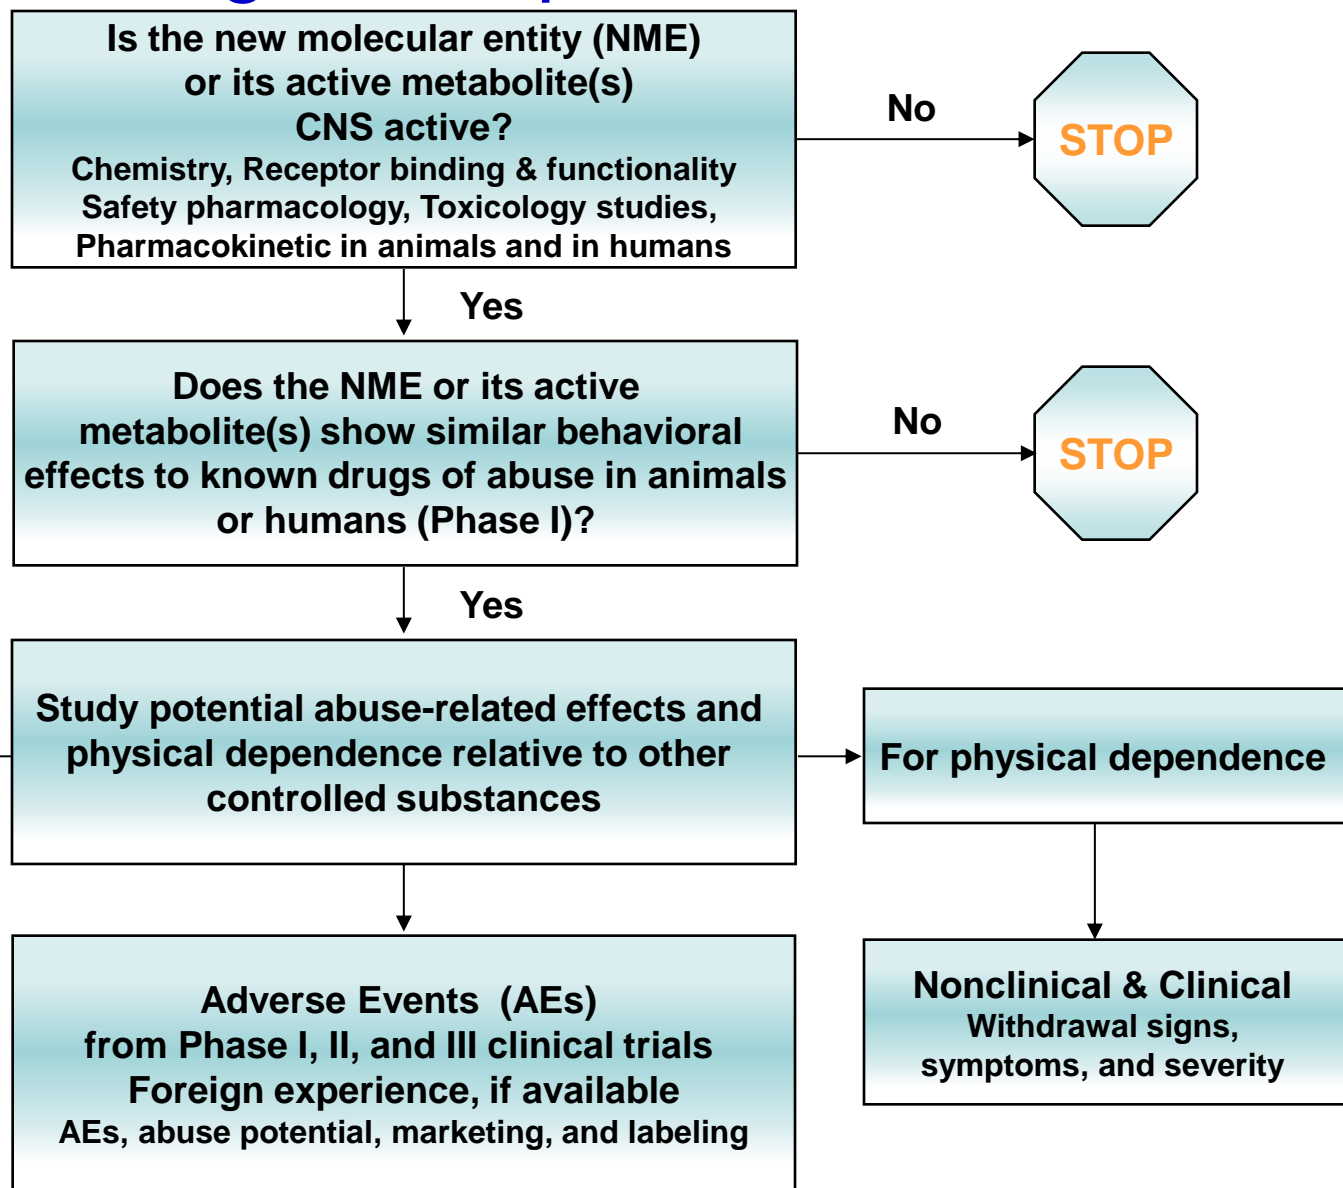 Is the new molecular entity (NME)
or its active metabolite(s)
CNS active?
Chemistry, Receptor binding & functionality
Safety pharmacology, Toxicology studies,
Pharmacokinetic in animals and in humans
No
STOP
Yes
Does the NME or its active
metabolite(s) show similar behavioral
effects to known drugs of abuse in animals
or humans (Phase I)?
No
STOP
Yes
Study potential abuse-related effects and
physical dependence relative to other
controlled substances
For physical dependence
Adverse Events (AEs)
from Phase I, II, and III clinical trials
Foreign experience, if available
AEs, abuse potential, marketing, and labeling
Nonclinical & Clinical
Withdrawal signs,
symptoms, and severity